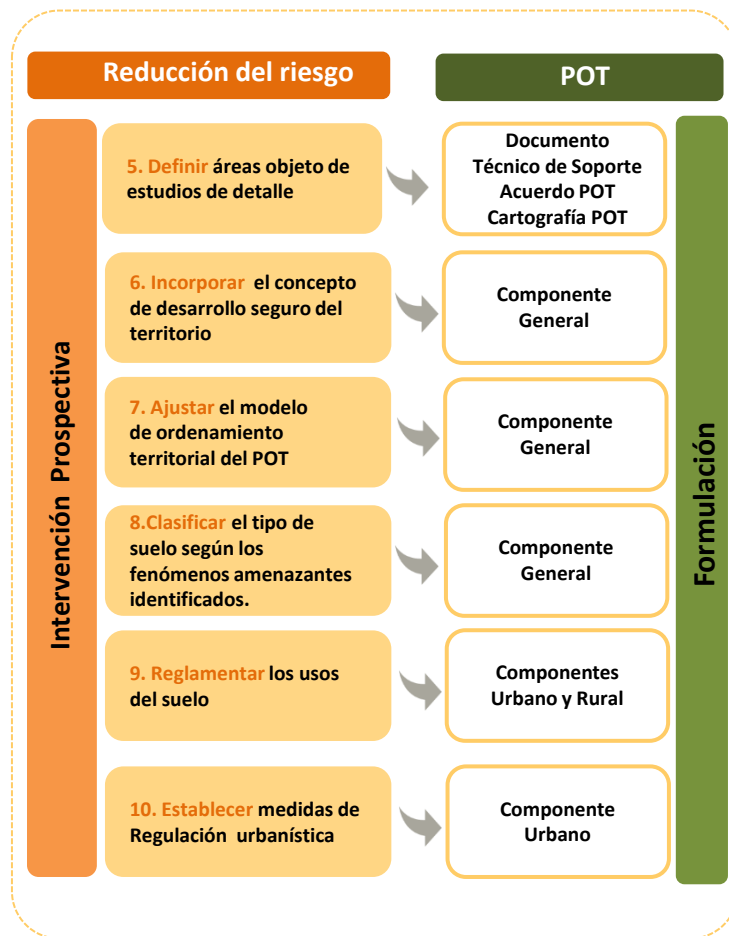 Reducción del riesgo
POT
Intervención Prospectiva
5. Definir áreas objeto de
estudios de detalle
Documento
Técnico de Soporte
Acuerdo POT
Cartografía POT
6. Incorporar el concepto
de desarrollo seguro del
territorio
Componente
General
7. Ajustar el modelo
de ordenamiento
territorial del POT
Componente
General
8.Clasificar el tipo de
suelo según los
fenómenos amenazantes
identificados.
Componente
General
9. Reglamentar los usos
del suelo
Componentes
Urbano y Rural
10. Establecer medidas de
Regulación urbanística
Componente
Urbano
Formulación